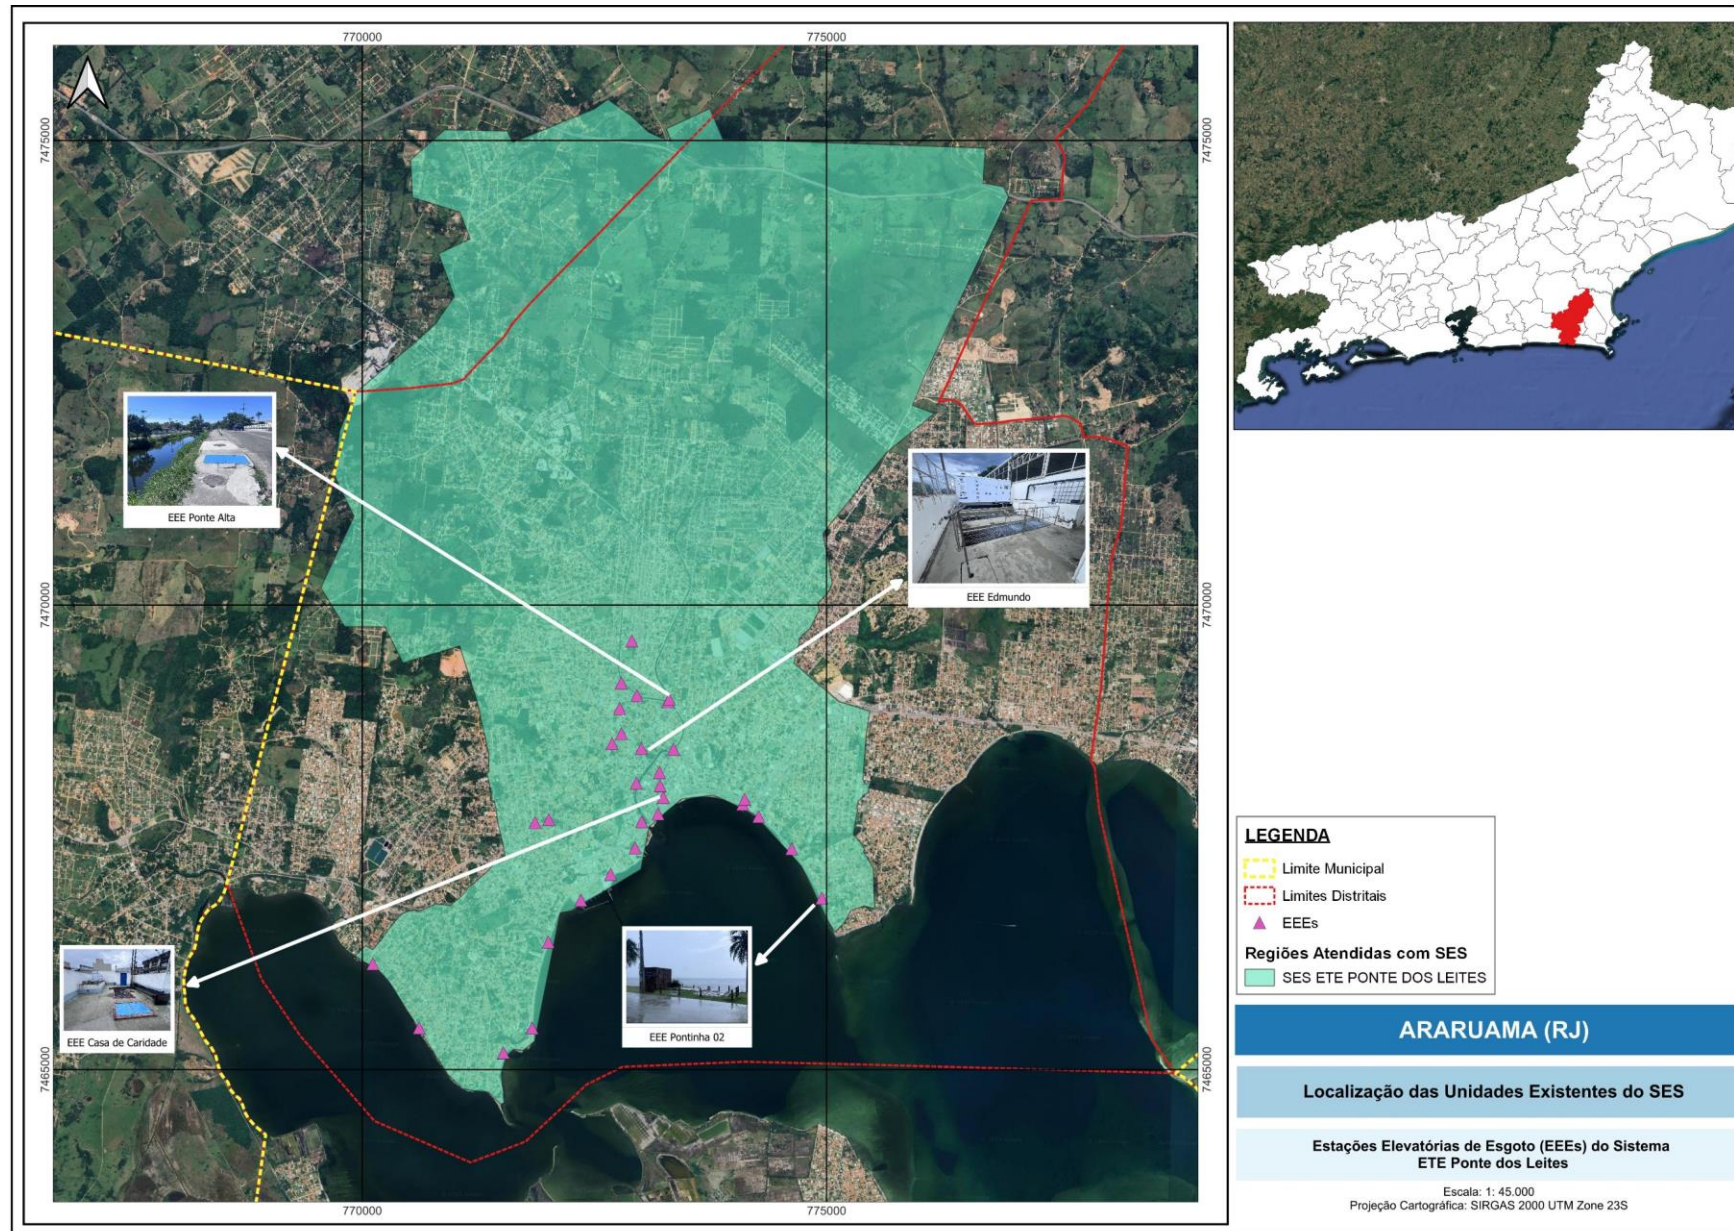 770000
775000
7475000
7475000
EEE Ponte Alta
EEE Edmundo
7470000
7470000
EEE Casa de Caridade
EEE Pontinha 02
7465000
7465000
770000
775000
LEGENDA
Limite Municipal
Limites Distritais
EEEs
Regiões Atendidas com SES
SES ETE PONTE DOS LEITES
ARARUAMA (RJ)
Localização das Unidades Existentes do SES
Estações Elevatórias de Esgoto (EEEs) do Sistema
ETE Ponte dos Leites
Escala: 1: 45.000
Projeção Cartográfica: SIRGAS 2000 UTM Zone 23S